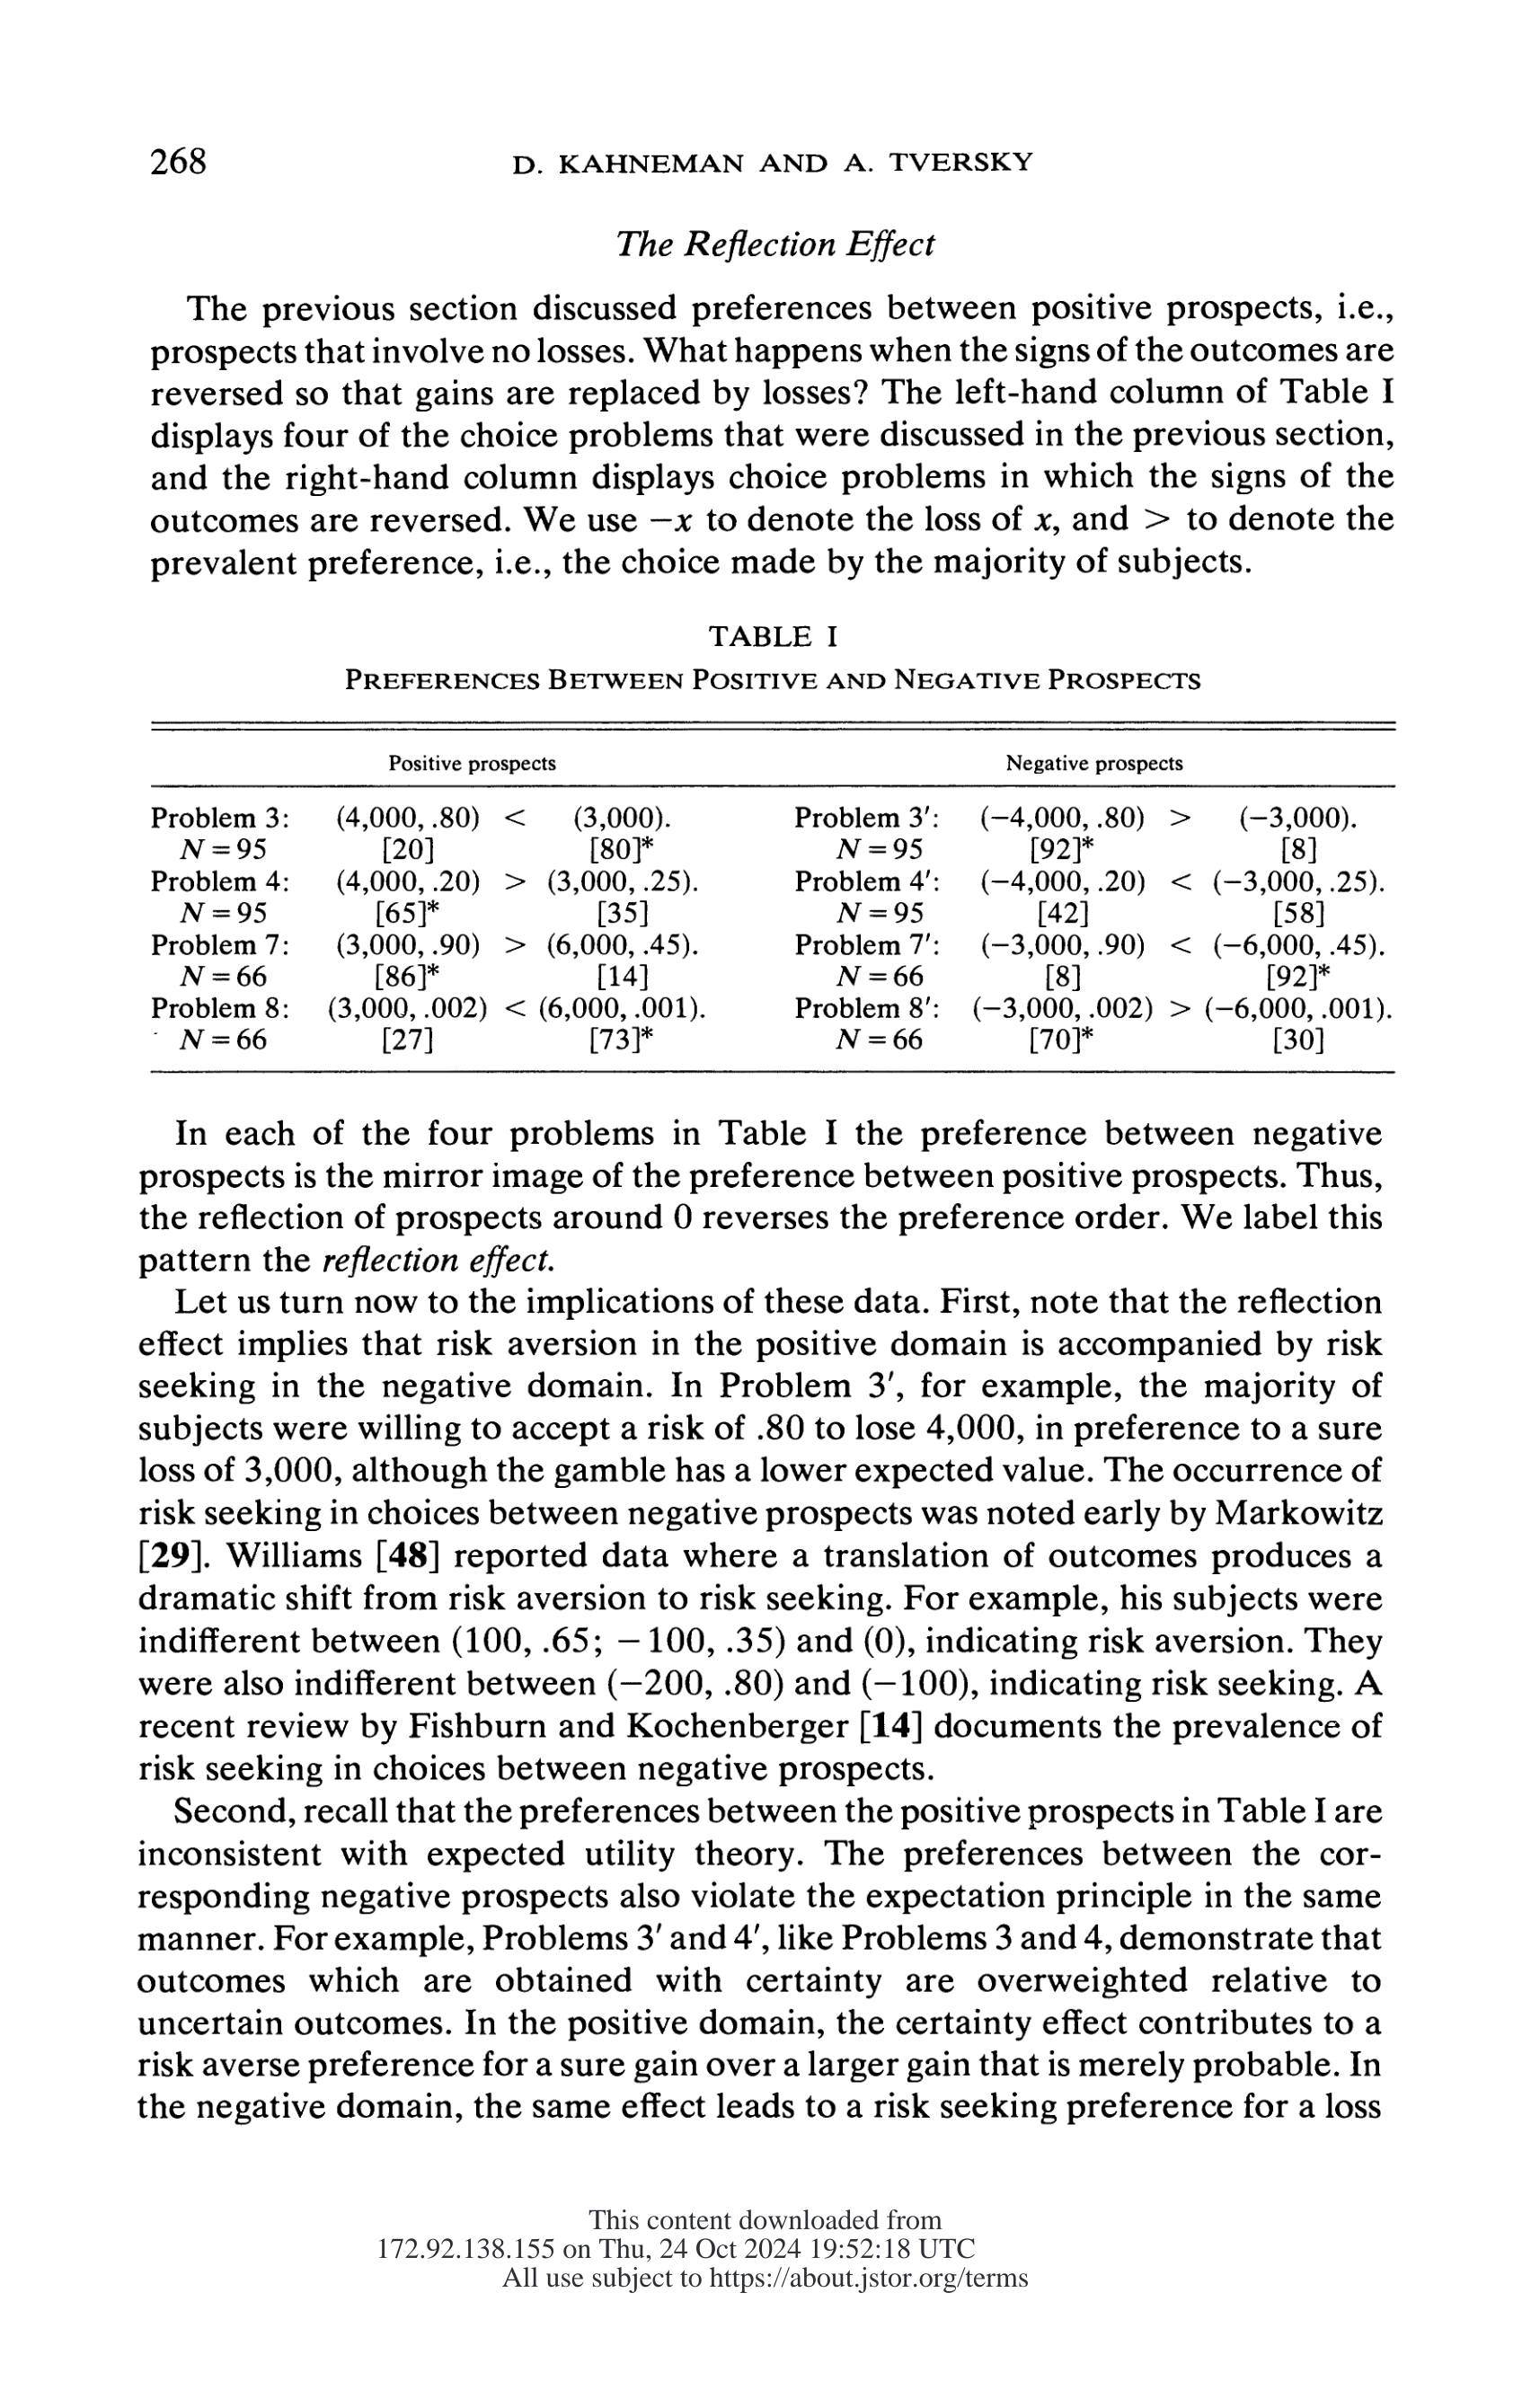 268
D. KAHNEMAN AND A. TVERSKY
The Reflection Effect
The previous section discussed preferences between positive prospects, i.e.,
prospects that involve no losses. What happens when the signs of the outcomes are
reversed so that gains are replaced by losses? The left-hand column of Table I
displays four of the choice problems that were discussed in the previous section,
and the right-hand column displays choice problems in which the signs of the
outcomes are reversed. We use −x to denote the loss of x, and > to denote the
prevalent preference, i.e., the choice made by the majority of subjects.
TABLE I
PREFERENCES BETWEEN POSITIVE AND NEGATIVE PROSPECTS
Positive prospects Negative prospects
Problem 3: (4,000, .80) < (3,000). Problem 3′: (−4,000, .80) > (−3,000).
N = 95 [20] [80]* N = 95 [92]* [8]
Problem 4: (4,000, .20) > (3,000, .25). Problem 4′: (−4,000, .20) < (−3,000, .25).
N = 95 [65]* [35] N = 95 [42] [58]
Problem 7: (3,000, .90) > (6,000, .45). Problem 7′: (−3,000, .90) < (−6,000, .45).
N = 66 [86]* [14] N = 66 [8] [92]*
Problem 8: (3,000, .002) < (6,000, .001). Problem 8′: (−3,000, .002) > (−6,000, .001).
N = 66 [27] [73]* N = 66 [70]* [30]
In each of the four problems in Table I the preference between negative
prospects is the mirror image of the preference between positive prospects. Thus,
the reflection of prospects around 0 reverses the preference order. We label this
pattern the reflection effect.
Let us turn now to the implications of these data. First, note that the reflection
effect implies that risk aversion in the positive domain is accompanied by risk
seeking in the negative domain. In Problem 3′, for example, the majority of
subjects were willing to accept a risk of .80 to lose 4,000, in preference to a sure
loss of 3,000, although the gamble has a lower expected value. The occurrence of
risk seeking in choices between negative prospects was noted early by Markowitz
[29]. Williams [48] reported data where a translation of outcomes produces a
dramatic shift from risk aversion to risk seeking. For example, his subjects were
indifferent between (100, .65; −100, .35) and (0), indicating risk aversion. They
were also indifferent between (−200, .80) and (−100), indicating risk seeking. A
recent review by Fishburn and Kochenberger [14] documents the prevalence of
risk seeking in choices between negative prospects.
Second, recall that the preferences between the positive prospects in Table I are
inconsistent with expected utility theory. The preferences between the cor-
responding negative prospects also violate the expectation principle in the same
manner. For example, Problems 3′ and 4′, like Problems 3 and 4, demonstrate that
outcomes which are obtained with certainty are overweighted relative to
uncertain outcomes. In the positive domain, the certainty effect contributes to a
risk averse preference for a sure gain over a larger gain that is merely probable. In
the negative domain, the same effect leads to a risk seeking preference for a loss
This content downloaded from
172.92.138.155 on Thu, 24 Oct 2024 19:52:18 UTC
All use subject to https://about.jstor.org/terms